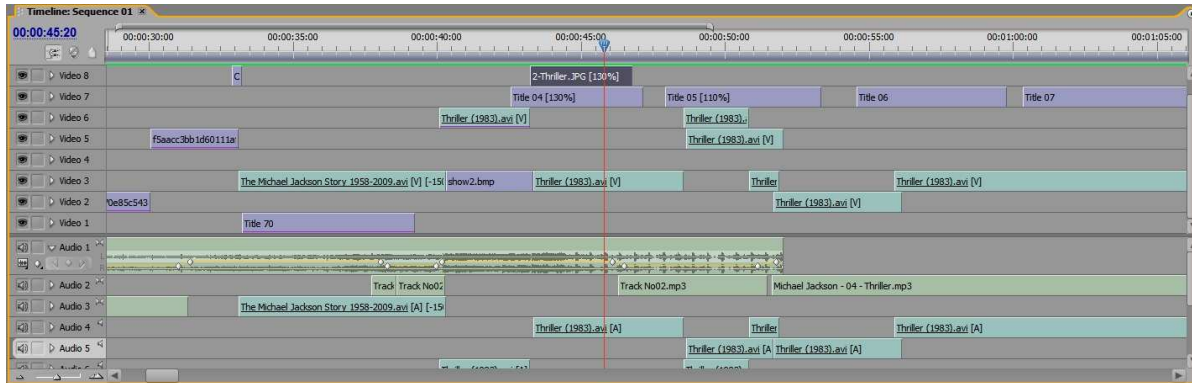 Timeline: Sequence 01
00:00:45:20
00:00:30:00 00:00:35:00 00:00:40:00 00:00:45:00 00:00:50:00 00:00:55:00 00:01:00:00 00:01:05:00
Video 8 C 2-Thriller.JPG [130%]
Video 7 Title 04 [130%] Title 05 [110%] Title 06 Title 07
Video 6 Thriller (1983).avi [V] Thriller (1983).
Video 5 f5aacc3bb1d60111a Thriller (1983).avi [V]
Video 4
Video 3 The Michael Jackson Story 1958-2009.avi [V] [-150 show2.bmp Thriller (1983).avi [V] Thriller Thriller (1983).avi [V]
Video 2 0e85c543 Thriller (1983).avi [V]
Video 1 Title 70
Audio 1
Audio 2 Track Track No02 Track No02.mp3 Michael Jackson - 04 - Thriller.mp3
Audio 3 The Michael Jackson Story 1958-2009.avi [A] [-15
Audio 4 Thriller (1983).avi [A] Thriller Thriller (1983).avi [A]
Audio 5 Thriller (1983).avi [A Thriller (1983).avi [A]